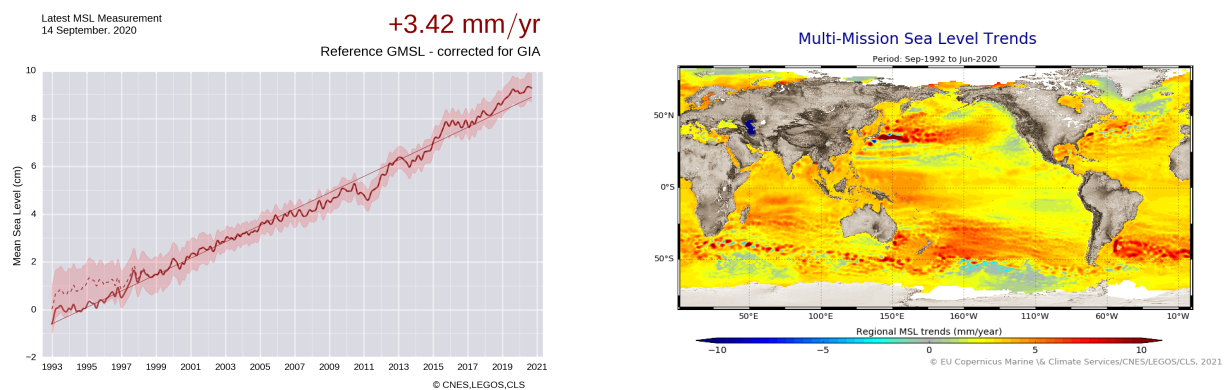 Latest MSL Measurement
14 September. 2020
+3.42 mm/yr
Reference GMSL - corrected for GIA
Mean Sea Level (cm)
10
8
6
4
2
0
−2
1993 1995 1997 1999 2001 2003 2005 2007 2009 2011 2013 2015 2017 2019 2021
© CNES,LEGOS,CLS
Multi-Mission Sea Level Trends
Period: Sep-1992 to Jun-2020
50°N
0°S
50°S
50°E 100°E 150°E 160°W 110°W 60°W 10°W
Regional MSL trends (mm/year)
−10 −5 0 5 10
© EU Copernicus Marine \& Climate Services/CNES/LEGOS/CLS, 2021